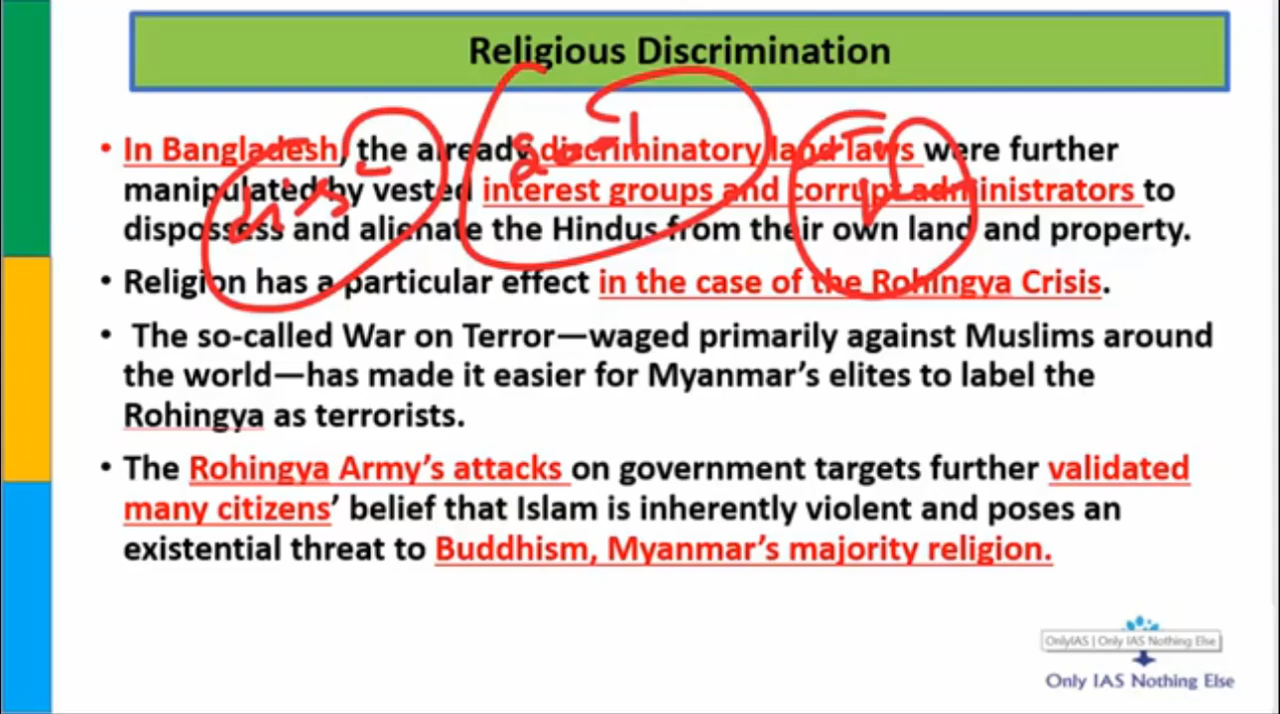 Religious Discrimination
• In Bangladesh, the already discriminatory land laws were further
manipulated by vested interest groups and corrupt administrators to
dispossess and alienate the Hindus from their own land and property.
• Religion has a particular effect in the case of the Rohingya Crisis.
• The so-called War on Terror—waged primarily against Muslims around
the world—has made it easier for Myanmar’s elites to label the
Rohingya as terrorists.
• The Rohingya Army’s attacks on government targets further validated
many citizens’ belief that Islam is inherently violent and poses an
existential threat to Buddhism, Myanmar’s majority religion.
OnlyIAS | Only IAS Nothing Else
Only IAS Nothing Else